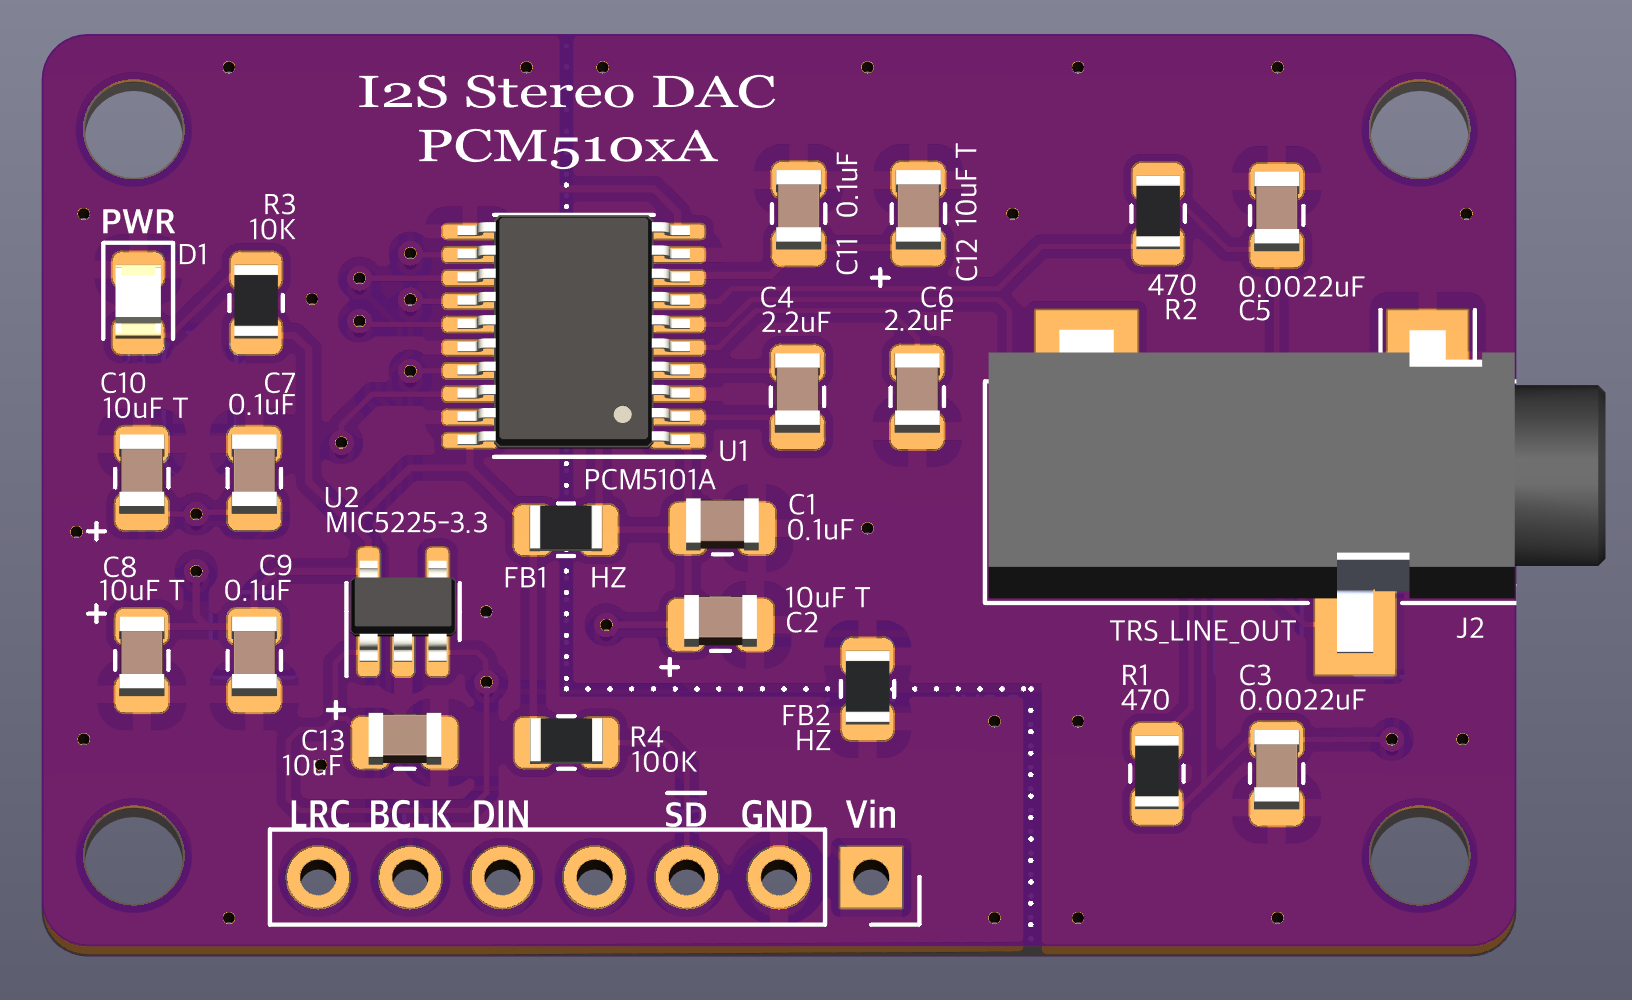 I2S Stereo DAC
PCM510xA
PWR
D1
R3
10K
C11 0.1uF
C12 10uF T
+
C4
2.2uF
C6
2.2uF
470
R2
0.0022uF
C5
C10
10uF T
+
C7
0.1uF
U1
PCM5101A
U2
MIC5225-3.3
C1
0.1uF
FB1
HZ
C8
10uF T
+
C9
0.1uF
10uF T
C2
+
TRS_LINE_OUT
J2
R1
470
C3
0.0022uF
+
C13
10uF
R4
100K
FB2
HZ
LRC BCLK DIN SD GND Vin